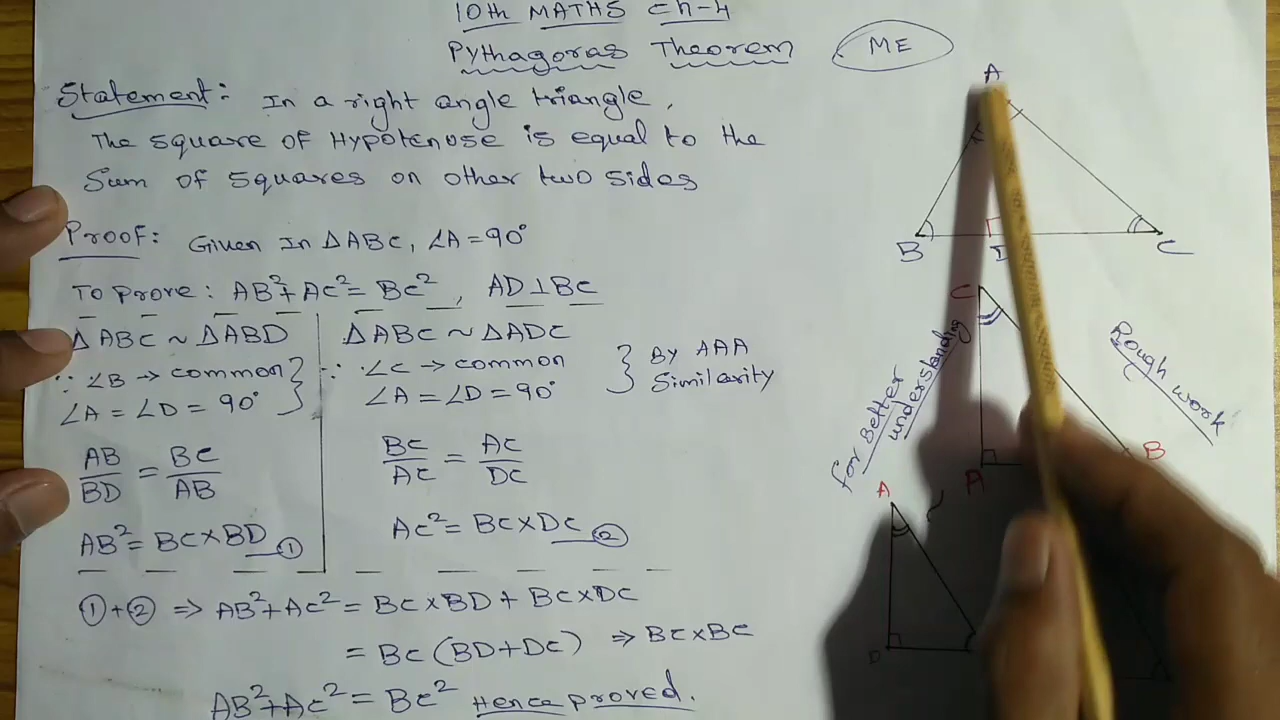 10th MATHS Ch-4
Pythagoras Theorem
ME
Statement: In a right angle triangle,
The square of Hypotenose is equal to the
Sum of squares on other two sides
Proof: Given In ΔABC, ∠A = 90°
To prove: AB²+AC² = BC², AD⊥BC
ΔABC ~ ΔABD
∵ ∠B → common
∠A = ∠D = 90°
AB/BD = BC/AB
AB² = BC×BD ①
ΔABC ~ ΔADC
∵ ∠C → common
∠A = ∠D = 90°
By AAA
Similarity
BC/AC = AC/DC
AC² = BC×DC ②
①+② ⇒ AB²+AC² = BC×BD + BC×DC
= BC (BD+DC) ⇒ BC×BC
AB²+AC² = BC² Hence proved.
A
B
D
C
For Better
understanding
Rough work
C
A
B
A
D